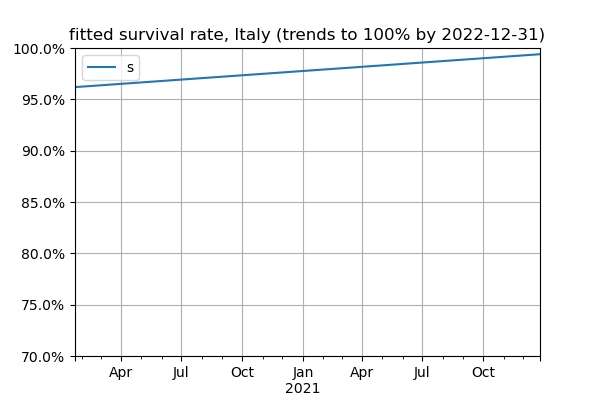 fitted survival rate, Italy (trends to 100% by 2022-12-31)
100.0%
s
95.0%
90.0%
85.0%
80.0%
75.0%
70.0%
Apr Jul Oct Jan Apr Jul Oct
2021